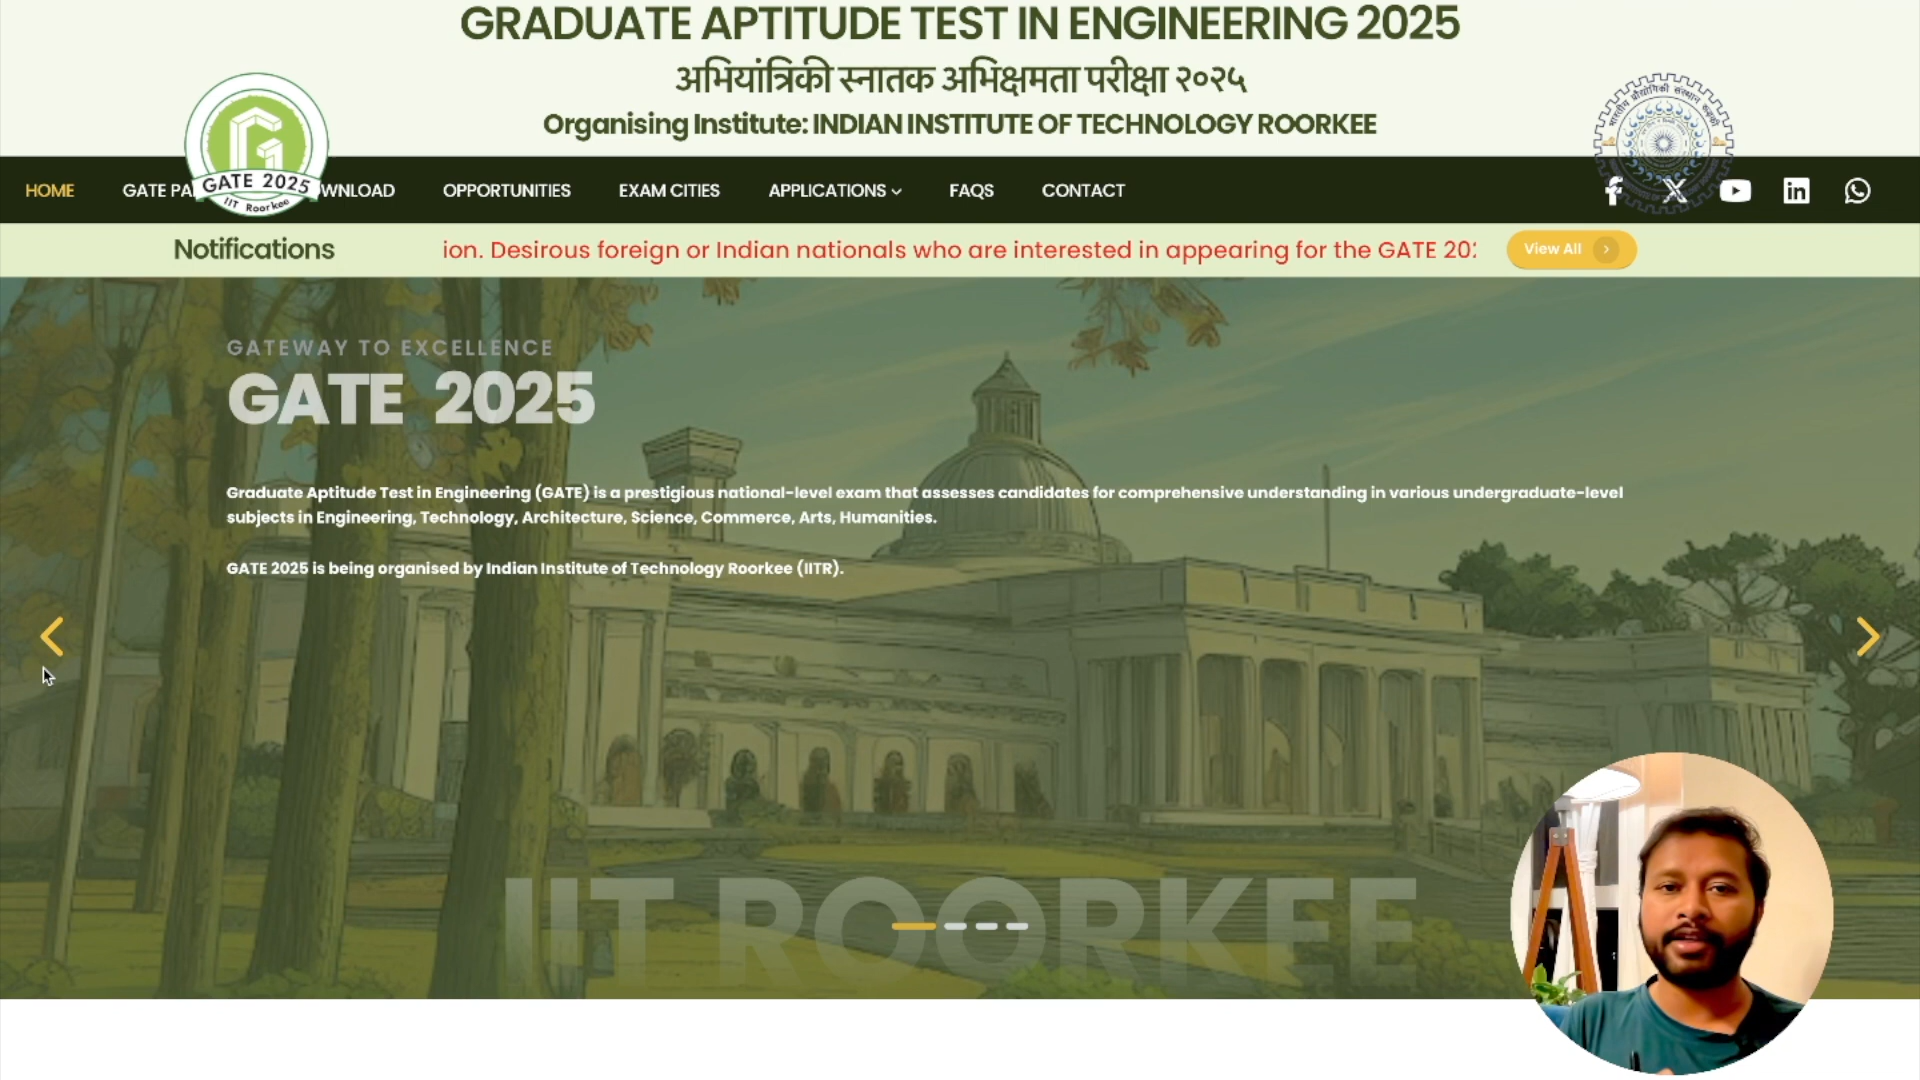 GRADUATE APTITUDE TEST IN ENGINEERING 2025
अभियांत्रिकी स्नातक अभिक्षमता परीक्षा २०२५
Organising Institute: INDIAN INSTITUTE OF TECHNOLOGY ROORKEE
GATE 2025
IIT Roorkee
भारतीय प्रौद्योगिकी संस्थान रूड़की
HOME GATE PA WNLOAD OPPORTUNITIES EXAM CITIES APPLICATIONS FAQS CONTACT
Notifications ion. Desirous foreign or Indian nationals who are interested in appearing for the GATE 202 View All
GATEWAY TO EXCELLENCE
GATE 2025
Graduate Aptitude Test in Engineering (GATE) is a prestigious national-level exam that assesses candidates for comprehensive understanding in various undergraduate-level
subjects in Engineering, Technology, Architecture, Science, Commerce, Arts, Humanities.
GATE 2025 is being organised by Indian Institute of Technology Roorkee (IITR).
IIT ROORKEE